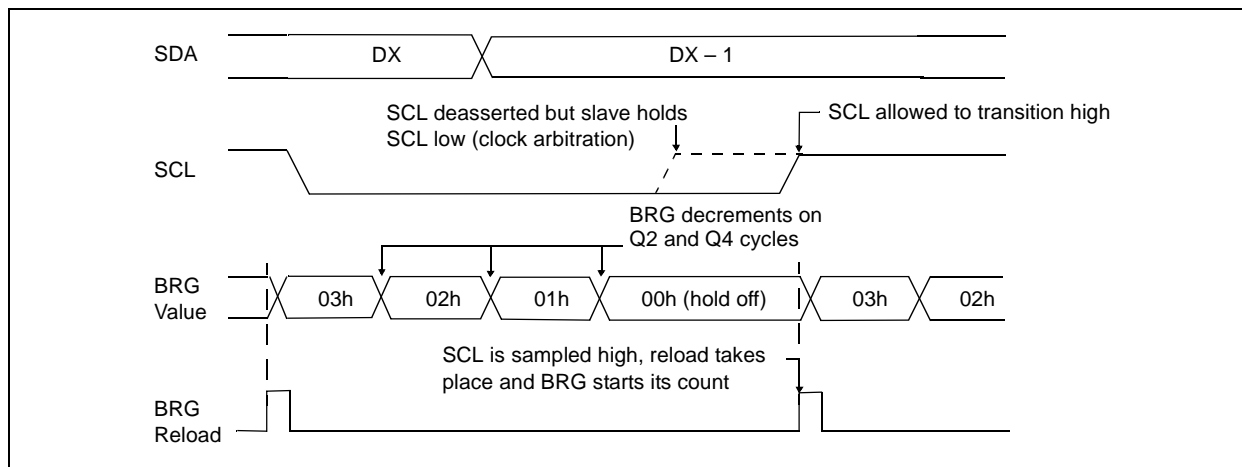 SDA
DX
DX – 1
SCL deasserted but slave holds
SCL low (clock arbitration)
SCL allowed to transition high
SCL
BRG decrements on
Q2 and Q4 cycles
BRG
Value
03h
02h
01h
00h (hold off)
03h
02h
SCL is sampled high, reload takes
place and BRG starts its count
BRG
Reload